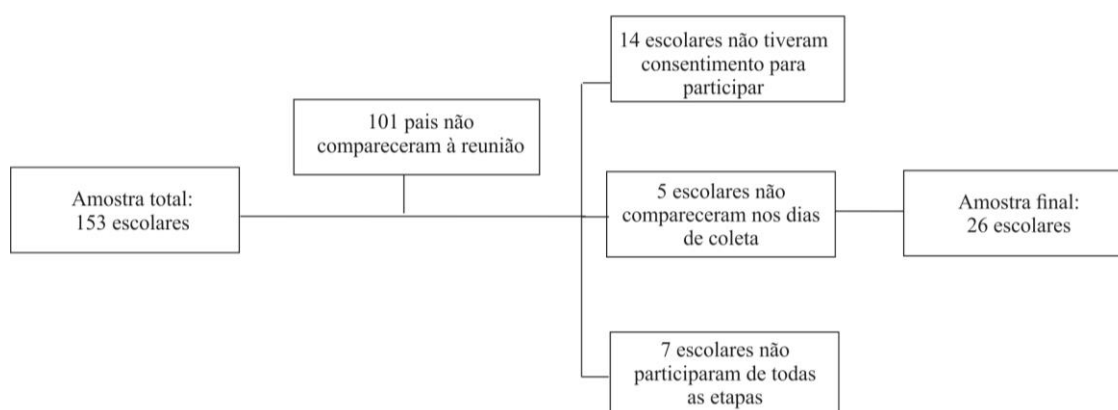 Amostra total:
153 escolares
101 pais não
compareceram à reunião
14 escolares não tiveram
consentimento para
participar
5 escolares não
compareceram nos dias
de coleta
7 escolares não
participaram de todas
as etapas
Amostra final:
26 escolares